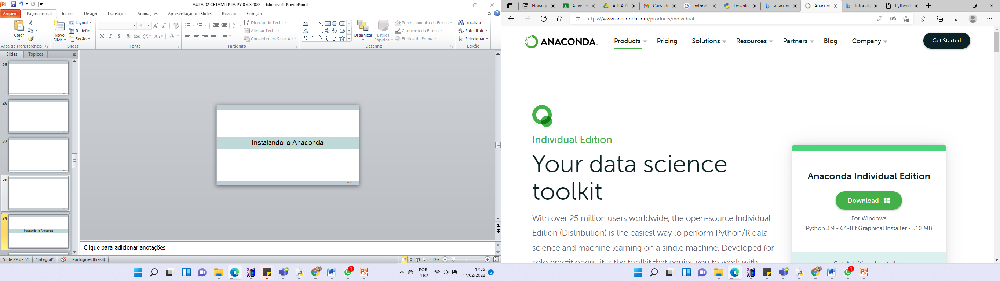 AULA 02 CETAM LP IA PY 07032022 - Microsoft PowerPoint
Arquivo
Página Inicial
Inserir
Design
Transições
Animações
Apresentação de Slides
Revisão
Exibição
Colar
Área de Transferência
Novo
Slide
Layout
Redefinir
Seção
Slides
14
N I S S abc AV Aa A
Fonte
Direção do Texto
Alinhar Texto
Converter em SmartArt
Parágrafo
Organizar
Estilos
Rápidos
Preenchimento da Forma
Contorno da Forma
Efeitos de Forma
Desenho
Localizar
Substituir
Selecionar
Edição
Slides
Tópicos
25
26
27
28
29
Instalando o Anaconda
Instalando o Anaconda
Clique para adicionar anotações
Slide 29 de 51
"Integral"
Português (Brasil)
30%
1
POR
PTB2
17:35
17/02/2022
6
Nova gu
Atividad
AULA01
Caixa de
python
Downlo
anacond
Anacon
tutorial
Python
https://www.anaconda.com/products/individual
ANACONDA.
Products
Pricing
Solutions
Resources
Partners
Blog
Company
Get Started
Individual Edition
Your data science
toolkit
With over 25 million users worldwide, the open-source Individual
Edition (Distribution) is the easiest way to perform Python/R data
science and machine learning on a single machine. Developed for
solo practitioners, it is the toolkit that equips you to work with
Anaconda Individual Edition
Download
For Windows
Python 3.9 • 64-Bit Graphical Installer • 510 MB
Get Additional Installers
1